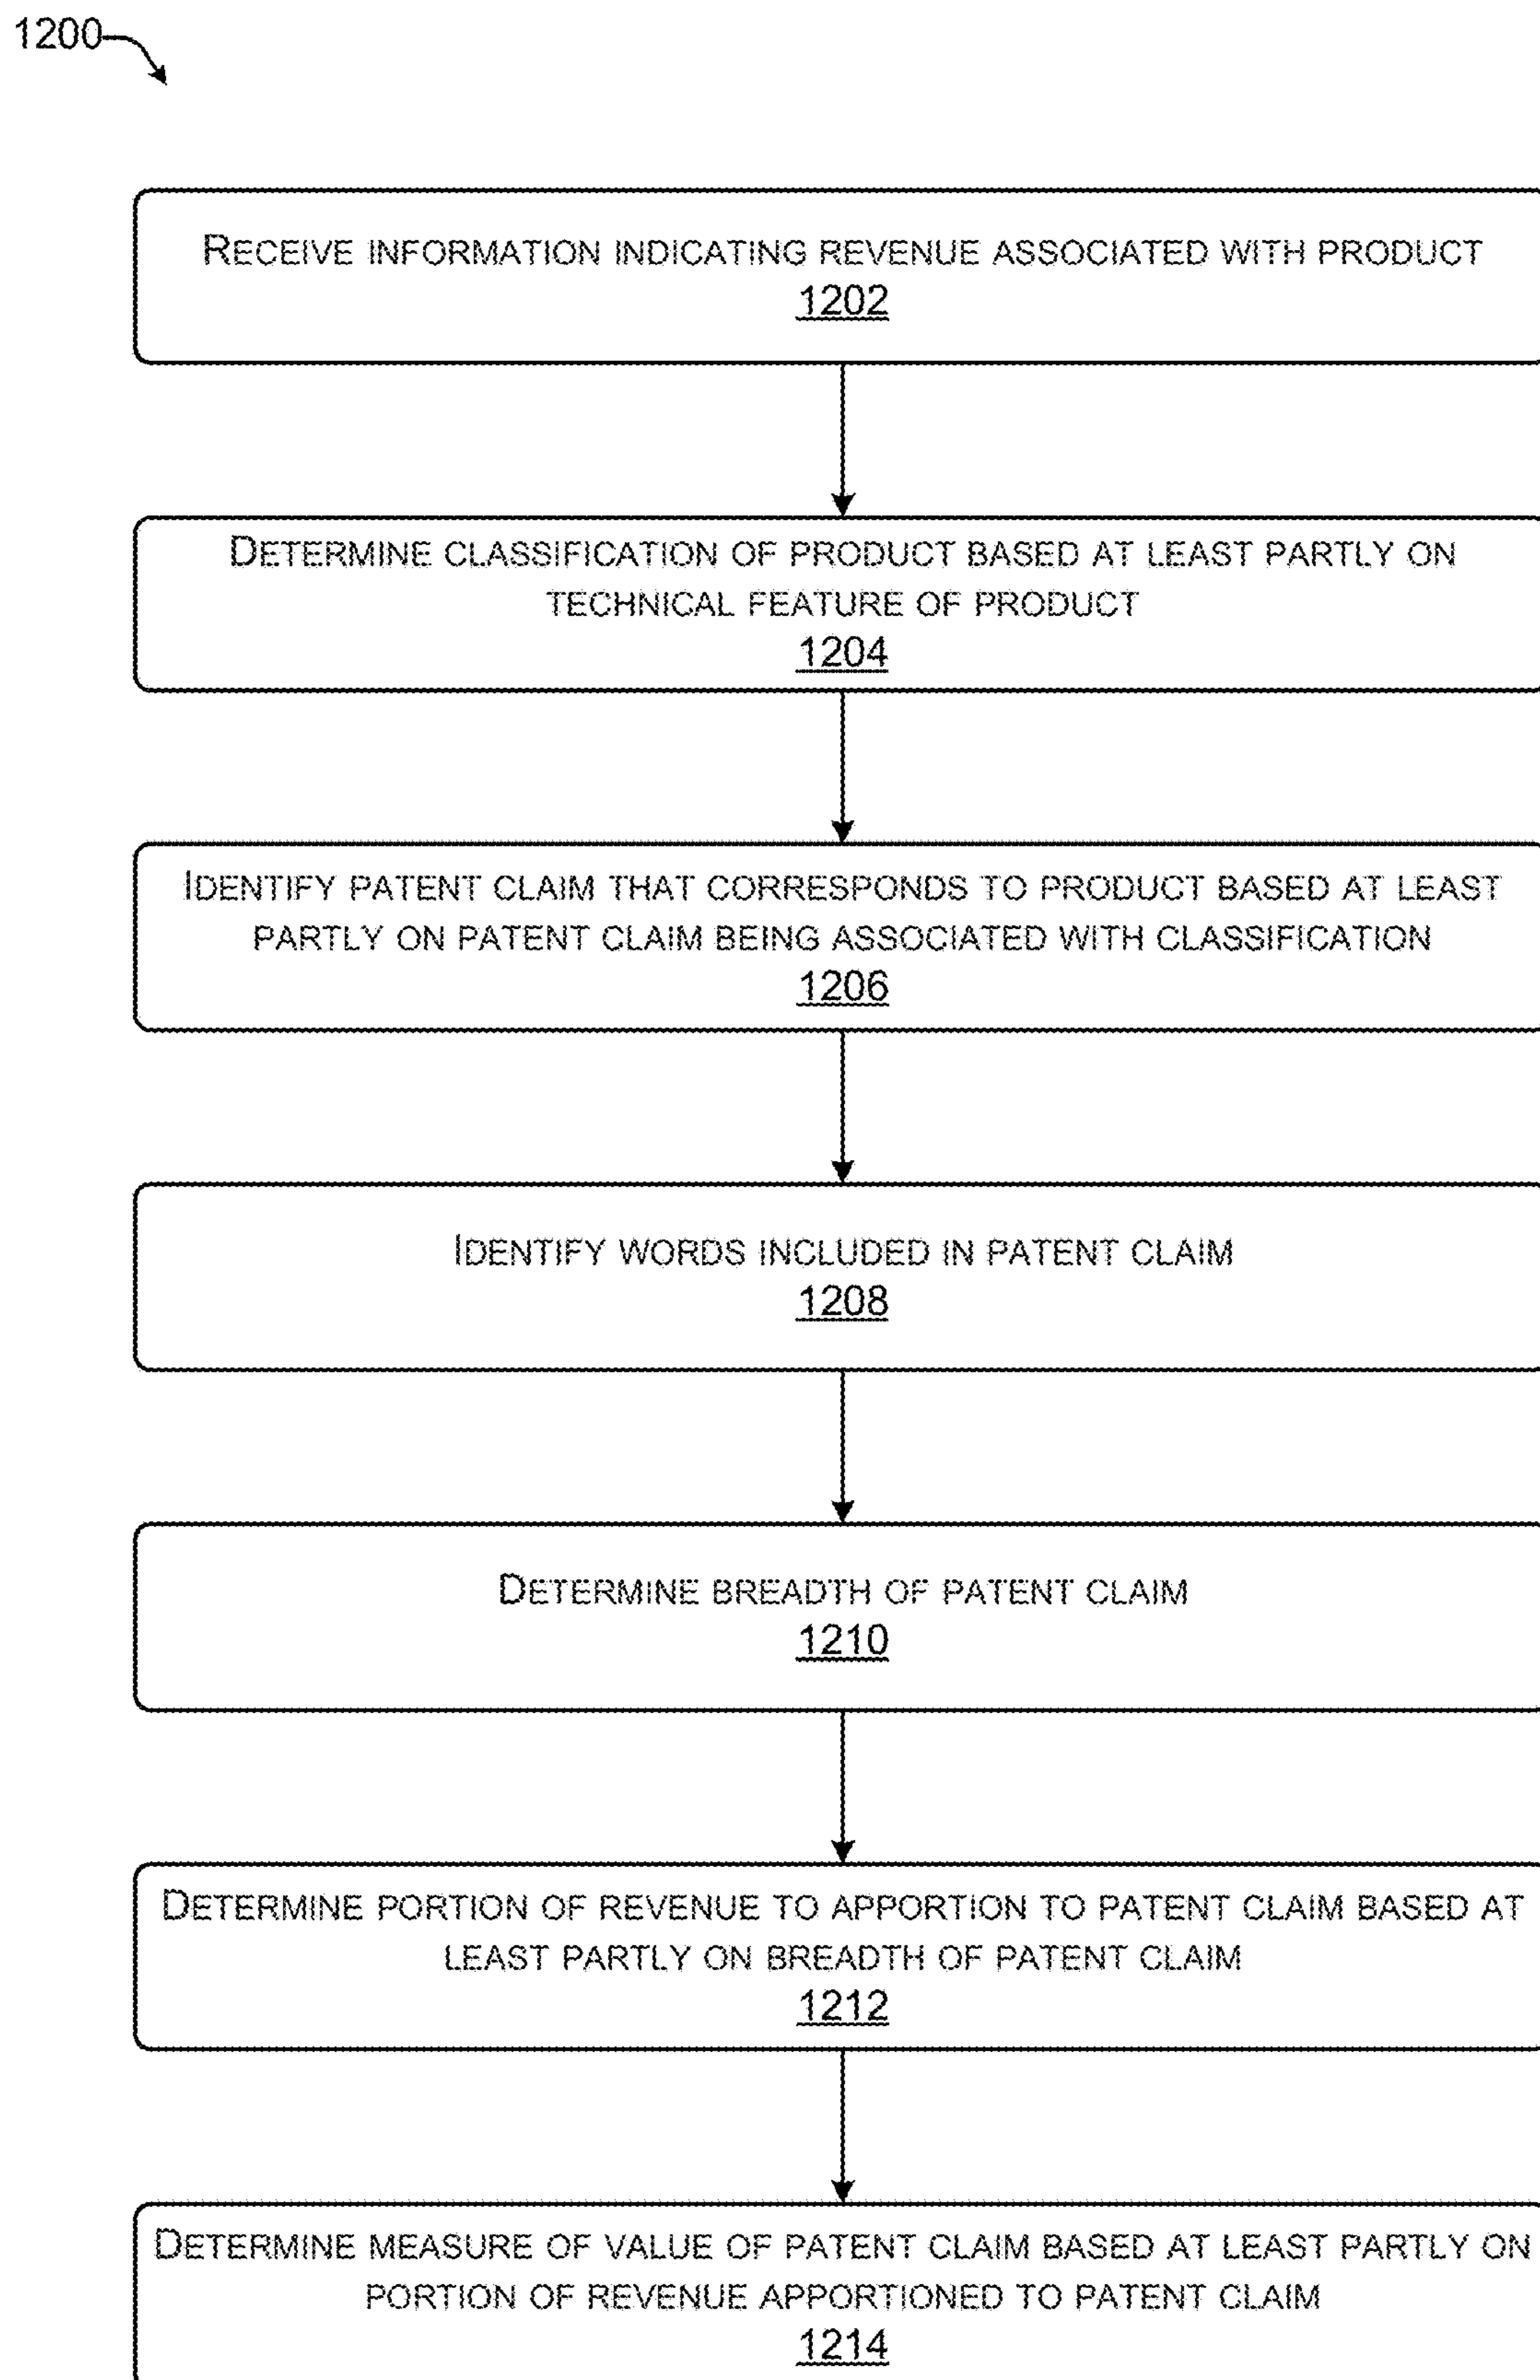 1200
RECEIVE INFORMATION INDICATING REVENUE ASSOCIATED WITH PRODUCT
1202
DETERMINE CLASSIFICATION OF PRODUCT BASED AT LEAST PARTLY ON
TECHNICAL FEATURE OF PRODUCT
1204
IDENTIFY PATENT CLAIM THAT CORRESPONDS TO PRODUCT BASED AT LEAST
PARTLY ON PATENT CLAIM BEING ASSOCIATED WITH CLASSIFICATION
1206
IDENTIFY WORDS INCLUDED IN PATENT CLAIM
1208
DETERMINE BREADTH OF PATENT CLAIM
1210
DETERMINE PORTION OF REVENUE TO APPORTION TO PATENT CLAIM BASED AT
LEAST PARTLY ON BREADTH OF PATENT CLAIM
1212
DETERMINE MEASURE OF VALUE OF PATENT CLAIM BASED AT LEAST PARTLY ON
PORTION OF REVENUE APPORTIONED TO PATENT CLAIM
1214